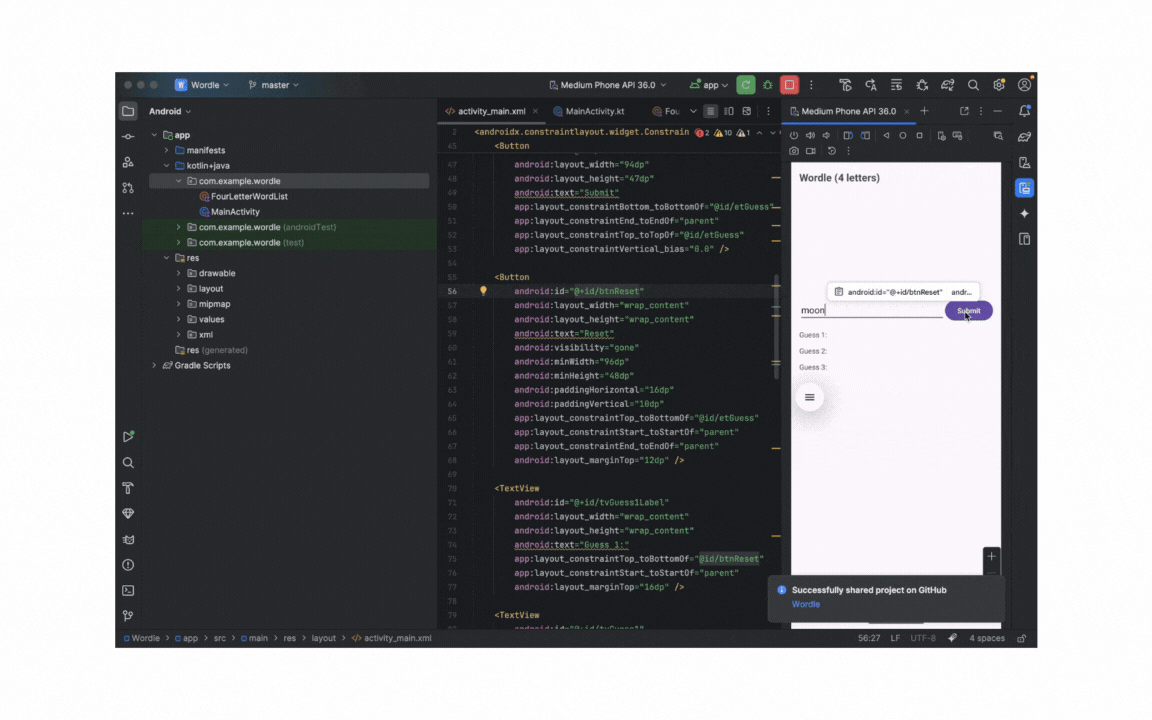 Wordle
master
Medium Phone API 36.0
app
Android
activity_main.xml
MainActivity.kt
Fou
Medium Phone API 36.0
app
manifests
kotlin+java
com.example.wordle
FourLetterWordList
MainActivity
com.example.wordle (androidTest)
com.example.wordle (test)
res
drawable
layout
mipmap
values
xml
res (generated)
Gradle Scripts
2 <androidx.constraintlayout.widget.Constrain 2 10 1
<Button
47 android:layout_width="94dp"
48 android:layout_height="47dp"
49 android:text="Submit"
50 app:layout_constraintBottom_toBottomOf="@id/etGuess"
51 app:layout_constraintEnd_toEndOf="parent"
52 app:layout_constraintTop_toTopOf="@id/etGuess"
53 app:layout_constraintVertical_bias="0.0" />
55 <Button
56 android:id="@+id/btnReset"
57 android:layout_width="wrap_content"
58 android:layout_height="wrap_content"
59 android:text="Reset"
60 android:visibility="gone"
61 android:minWidth="96dp"
62 android:minHeight="48dp"
63 android:paddingHorizontal="16dp"
64 android:paddingVertical="10dp"
65 app:layout_constraintTop_toBottomOf="@id/etGuess"
66 app:layout_constraintStart_toStartOf="parent"
67 app:layout_constraintEnd_toEndOf="parent"
68 android:layout_marginTop="12dp" />
69
70 <TextView
71 android:id="@+id/tvGuess1Label"
72 android:layout_width="wrap_content"
73 android:layout_height="wrap_content"
74 android:text="Guess 1:"
75 app:layout_constraintTop_toBottomOf="@id/btnReset"
76 app:layout_constraintStart_toStartOf="parent"
77 android:layout_marginTop="16dp" />
78
79 <TextView
Wordle (4 letters)
android:id="@+id/btnReset" andr...
moon
Submit
Guess 1:
Guess 2:
Guess 3:
Successfully shared project on GitHub
Wordle
Wordle > app > src > main > res > layout > activity_main.xml
56:27 LF UTF-8 4 spaces